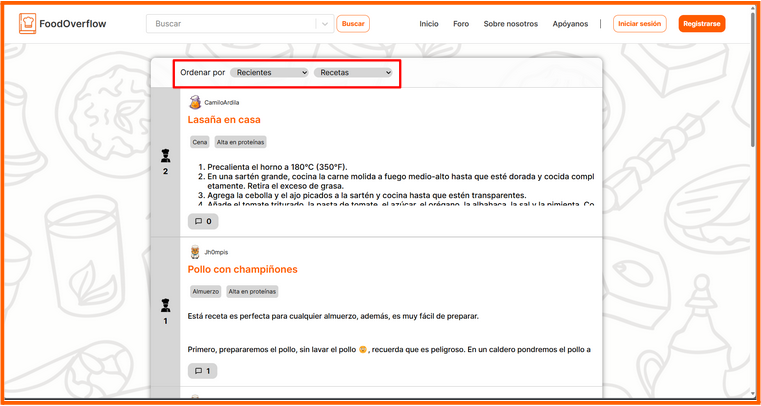 FoodOverflow
Buscar
Buscar
Inicio
Foro
Sobre nosotros
Apóyanos
|
Iniciar sesión
Registrarse
Ordenar por
Recientes
Recetas
CamiloArdila
Lasaña en casa
Cena
Alta en proteínas
2
1. Precalienta el horno a 180°C (350°F).
2. En una sartén grande, cocina la carne molida a fuego medio-alto hasta que esté dorada y cocida compl
etamente. Retira el exceso de grasa.
3. Agrega la cebolla y el ajo picados a la sartén y cocina hasta que estén transparentes.
4. Añade el tomate triturado, la pasta de tomate, el azúcar, el orégano, la albahaca, la sal y la pimienta. Co
0
Jh0mpis
Pollo con champiñones
Almuerzo
Alta en proteínas
1
Está receta es perfecta para cualquier almuerzo, además, es muy fácil de preparar.
Primero, prepararemos el pollo, sin lavar el pollo 🙂, recuerda que es peligroso. En un caldero pondremos el pollo a
1